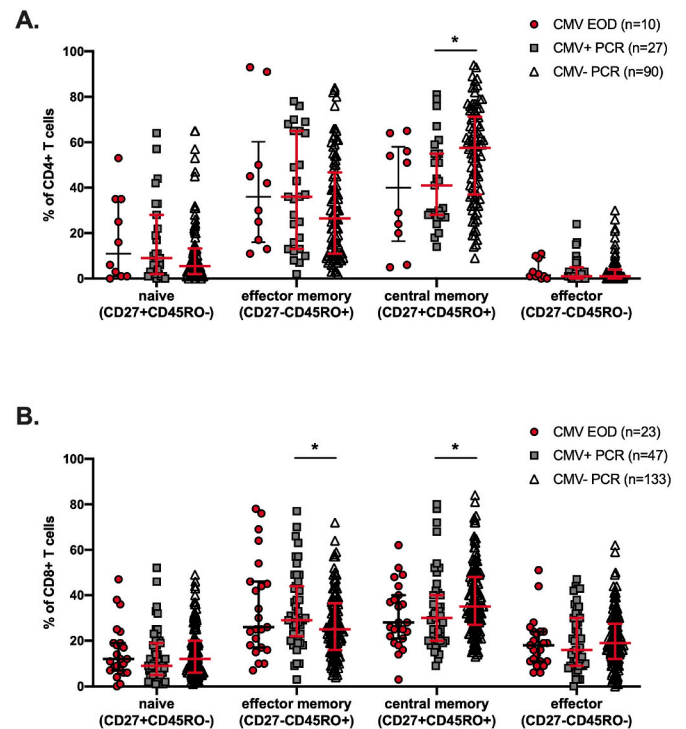 A.
CMV EOD (n=10)
CMV+ PCR (n=27)
CMV- PCR (n=90)
*
100
80
60
40
20
0
% of CD4+ T cells
naive
(CD27+CD45RO-)
effector memory
(CD27-CD45RO+)
central memory
(CD27+CD45RO+)
effector
(CD27-CD45RO-)
B.
CMV EOD (n=23)
CMV+ PCR (n=47)
CMV- PCR (n=133)
*
*
100
80
60
40
20
0
% of CD8+ T cells
naive
(CD27+CD45RO-)
effector memory
(CD27-CD45RO+)
central memory
(CD27+CD45RO+)
effector
(CD27-CD45RO-)